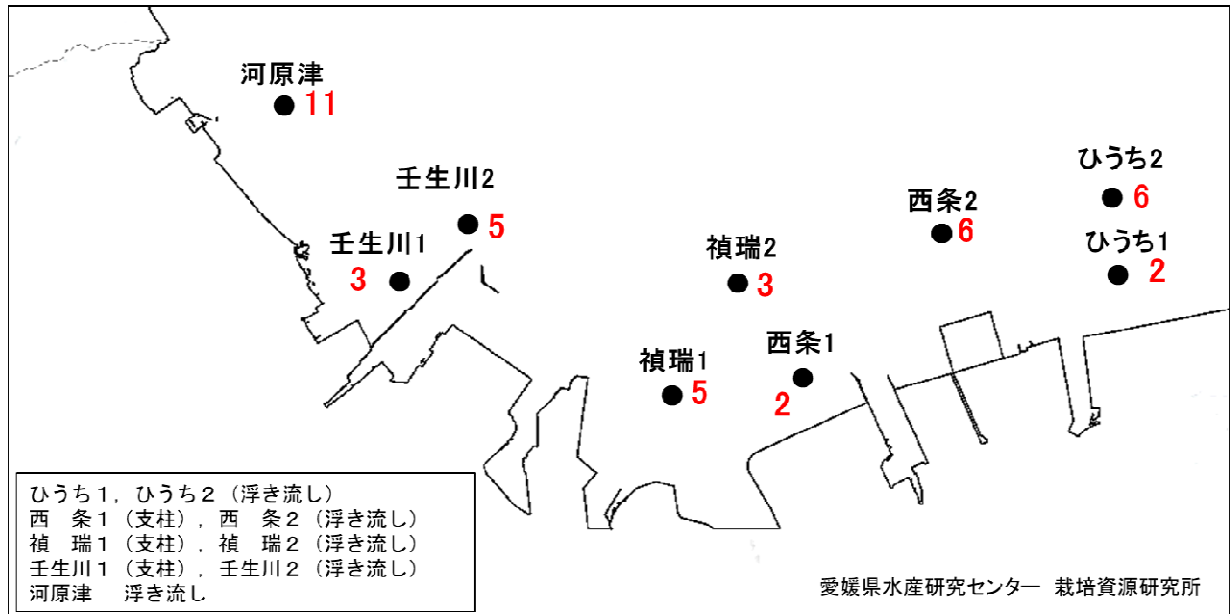 河原津
11
壬生川2
5
壬生川1
3
禎瑞2
3
禎瑞1
5
西条1
2
西条2
6
ひうち2
6
ひうち1
2
ひうち1, ひうち2 (浮き流し)
西 条1 (支柝), 西 条2 (浮き流し)
禎 瑞1 (支柱), 禎 瑞2 (浮き流し)
壬生川1 (支柱), 壬生川2 (浮き流し)
河原津 浮き流し
愛媛県水産研究センター 栽培資源研究所